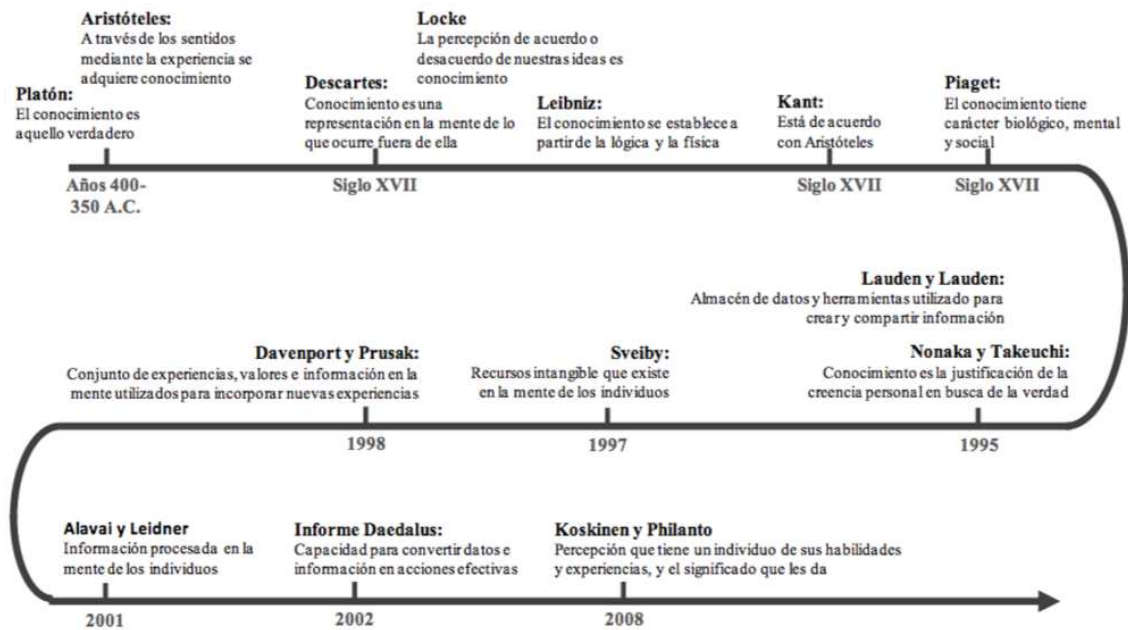 Aristóteles:
A través de los sentidos
mediante la experiencia se
adquiere conocimiento
Locke
La percepción de acuerdo o
desacuerdo de nuestras ideas es
conocimiento
Platón:
El conocimiento es
aquello verdadero
Descartes:
Conocimiento es una
representación en la mente de lo
que ocurre fuera de ella
Leibniz:
El conocimiento se establece a
partir de la lógica y la física
Kant:
Está de acuerdo
con Aristóteles
Piaget:
El conocimiento tiene
carácter biológico, mental
y social
Años 400-
350 A.C.
Siglo XVII
Siglo XVII
Siglo XVII
Lauden y Lauden:
Almacén de datos y herramientas utilizado para
crear y compartir información
Davenport y Prusak:
Conjunto de experiencias, valores e información en la
mente utilizados para incorporar nuevas experiencias
Sveiby:
Recursos intangible que existe
en la mente de los individuos
Nonaka y Takeuchi:
Conocimiento es la justificación de la
creencia personal en busca de la verdad
1998
1997
1995
Alavai y Leidner
Información procesada en la
mente de los individuos
Informe Daedalus:
Capacidad para convertir datos e
información en acciones efectivas
Koskinen y Philanto
Percepción que tiene un individuo de sus habilidades
y experiencias, y el significado que les da
2001
2002
2008